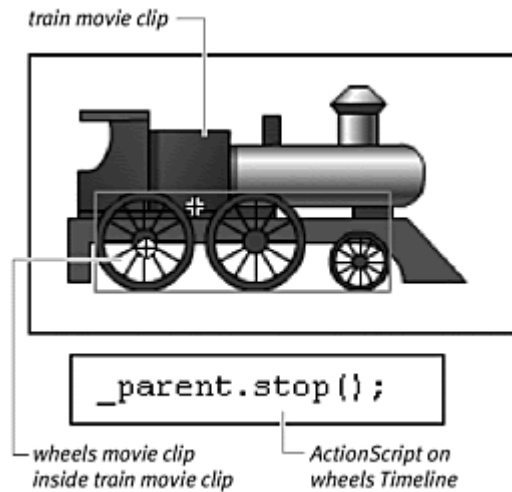 train movie clip
_parent.stop();
wheels movie clip
inside train movie clip
ActionScript on
wheels Timeline